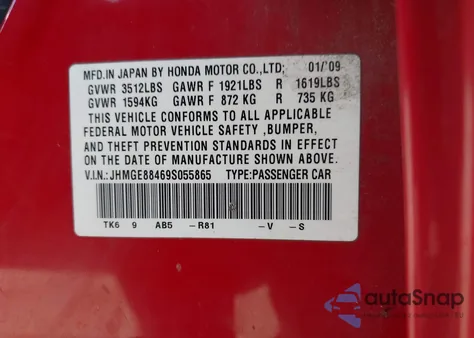 MFD.IN JAPAN BY HONDA MOTOR CO.,LTD; 01/'09
GVWR 3512LBS GAWR F 1921LBS R 1619LBS
GVWR 1594KG GAWR F 872 KG R 735 KG
THIS VEHICLE CONFORMS TO ALL APPLICABLE
FEDERAL MOTOR VEHICLE SAFETY ,BUMPER,
AND THEFT PREVENTION STANDARDS IN EFFECT
ON THE DATE OF MANUFACTURE SHOWN ABOVE.
V.I.N.:JHMGE88469S055865 TYPE:PASSENGER CAR
TK6 9 AB5 -R81 -V -S
autoSnap